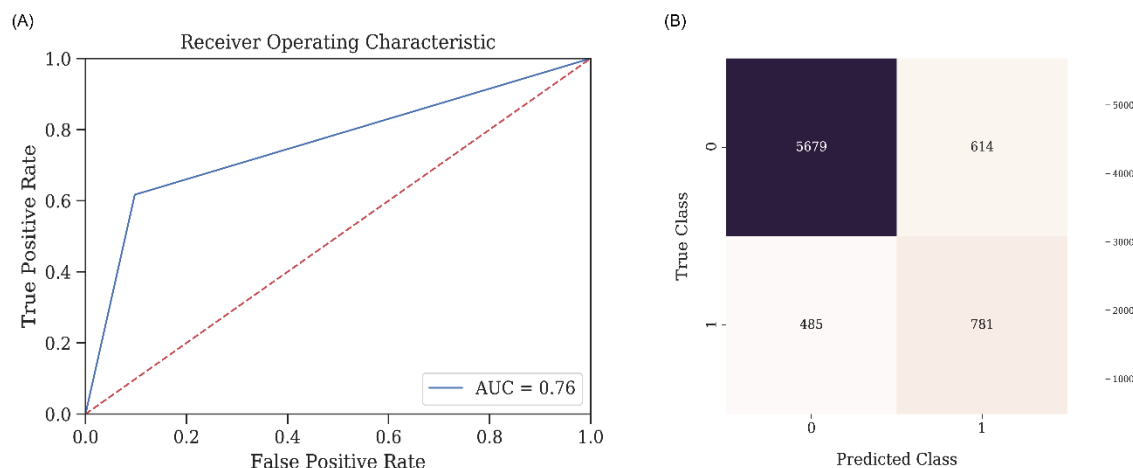 (A)
Receiver Operating Characteristic
1.0
0.8
0.6
0.4
0.2
0.0
True Positive Rate
0.0 0.2 0.4 0.6 0.8 1.0
False Positive Rate
AUC = 0.76
(B)
True Class
0
1
5679 614
485 781
0 1
Predicted Class
5000
4000
3000
2000
1000